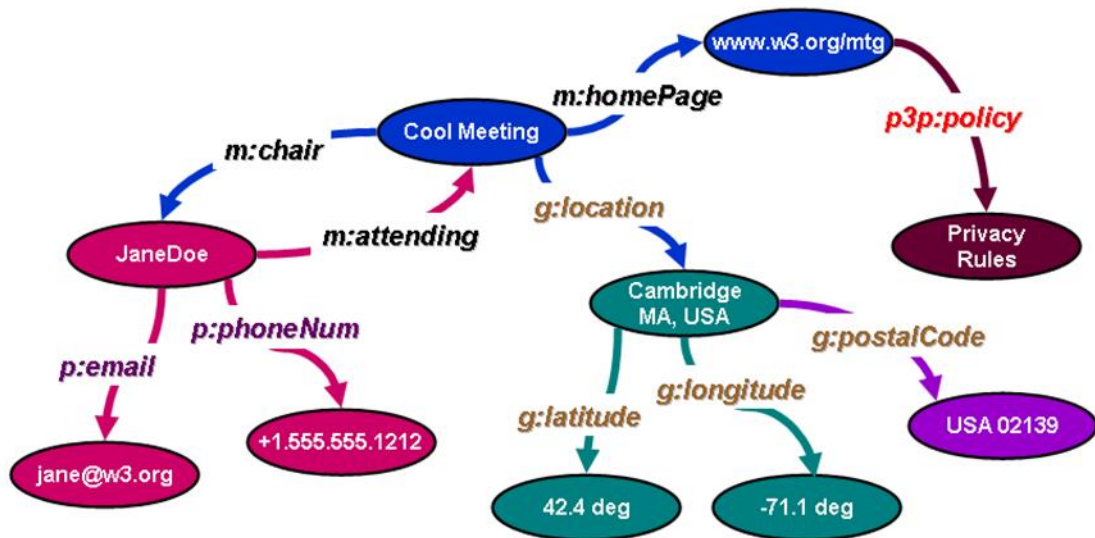 www.w3.org/mtg
m:homePage
p3p:policy
Cool Meeting
m:chair
g:location
m:attending
JaneDoe
Privacy
Rules
Cambridge
MA, USA
p:phoneNum
g:postalCode
p:email
g:longitude
g:latitude
USA 02139
+1.555.555.1212
jane@w3.org
42.4 deg
-71.1 deg